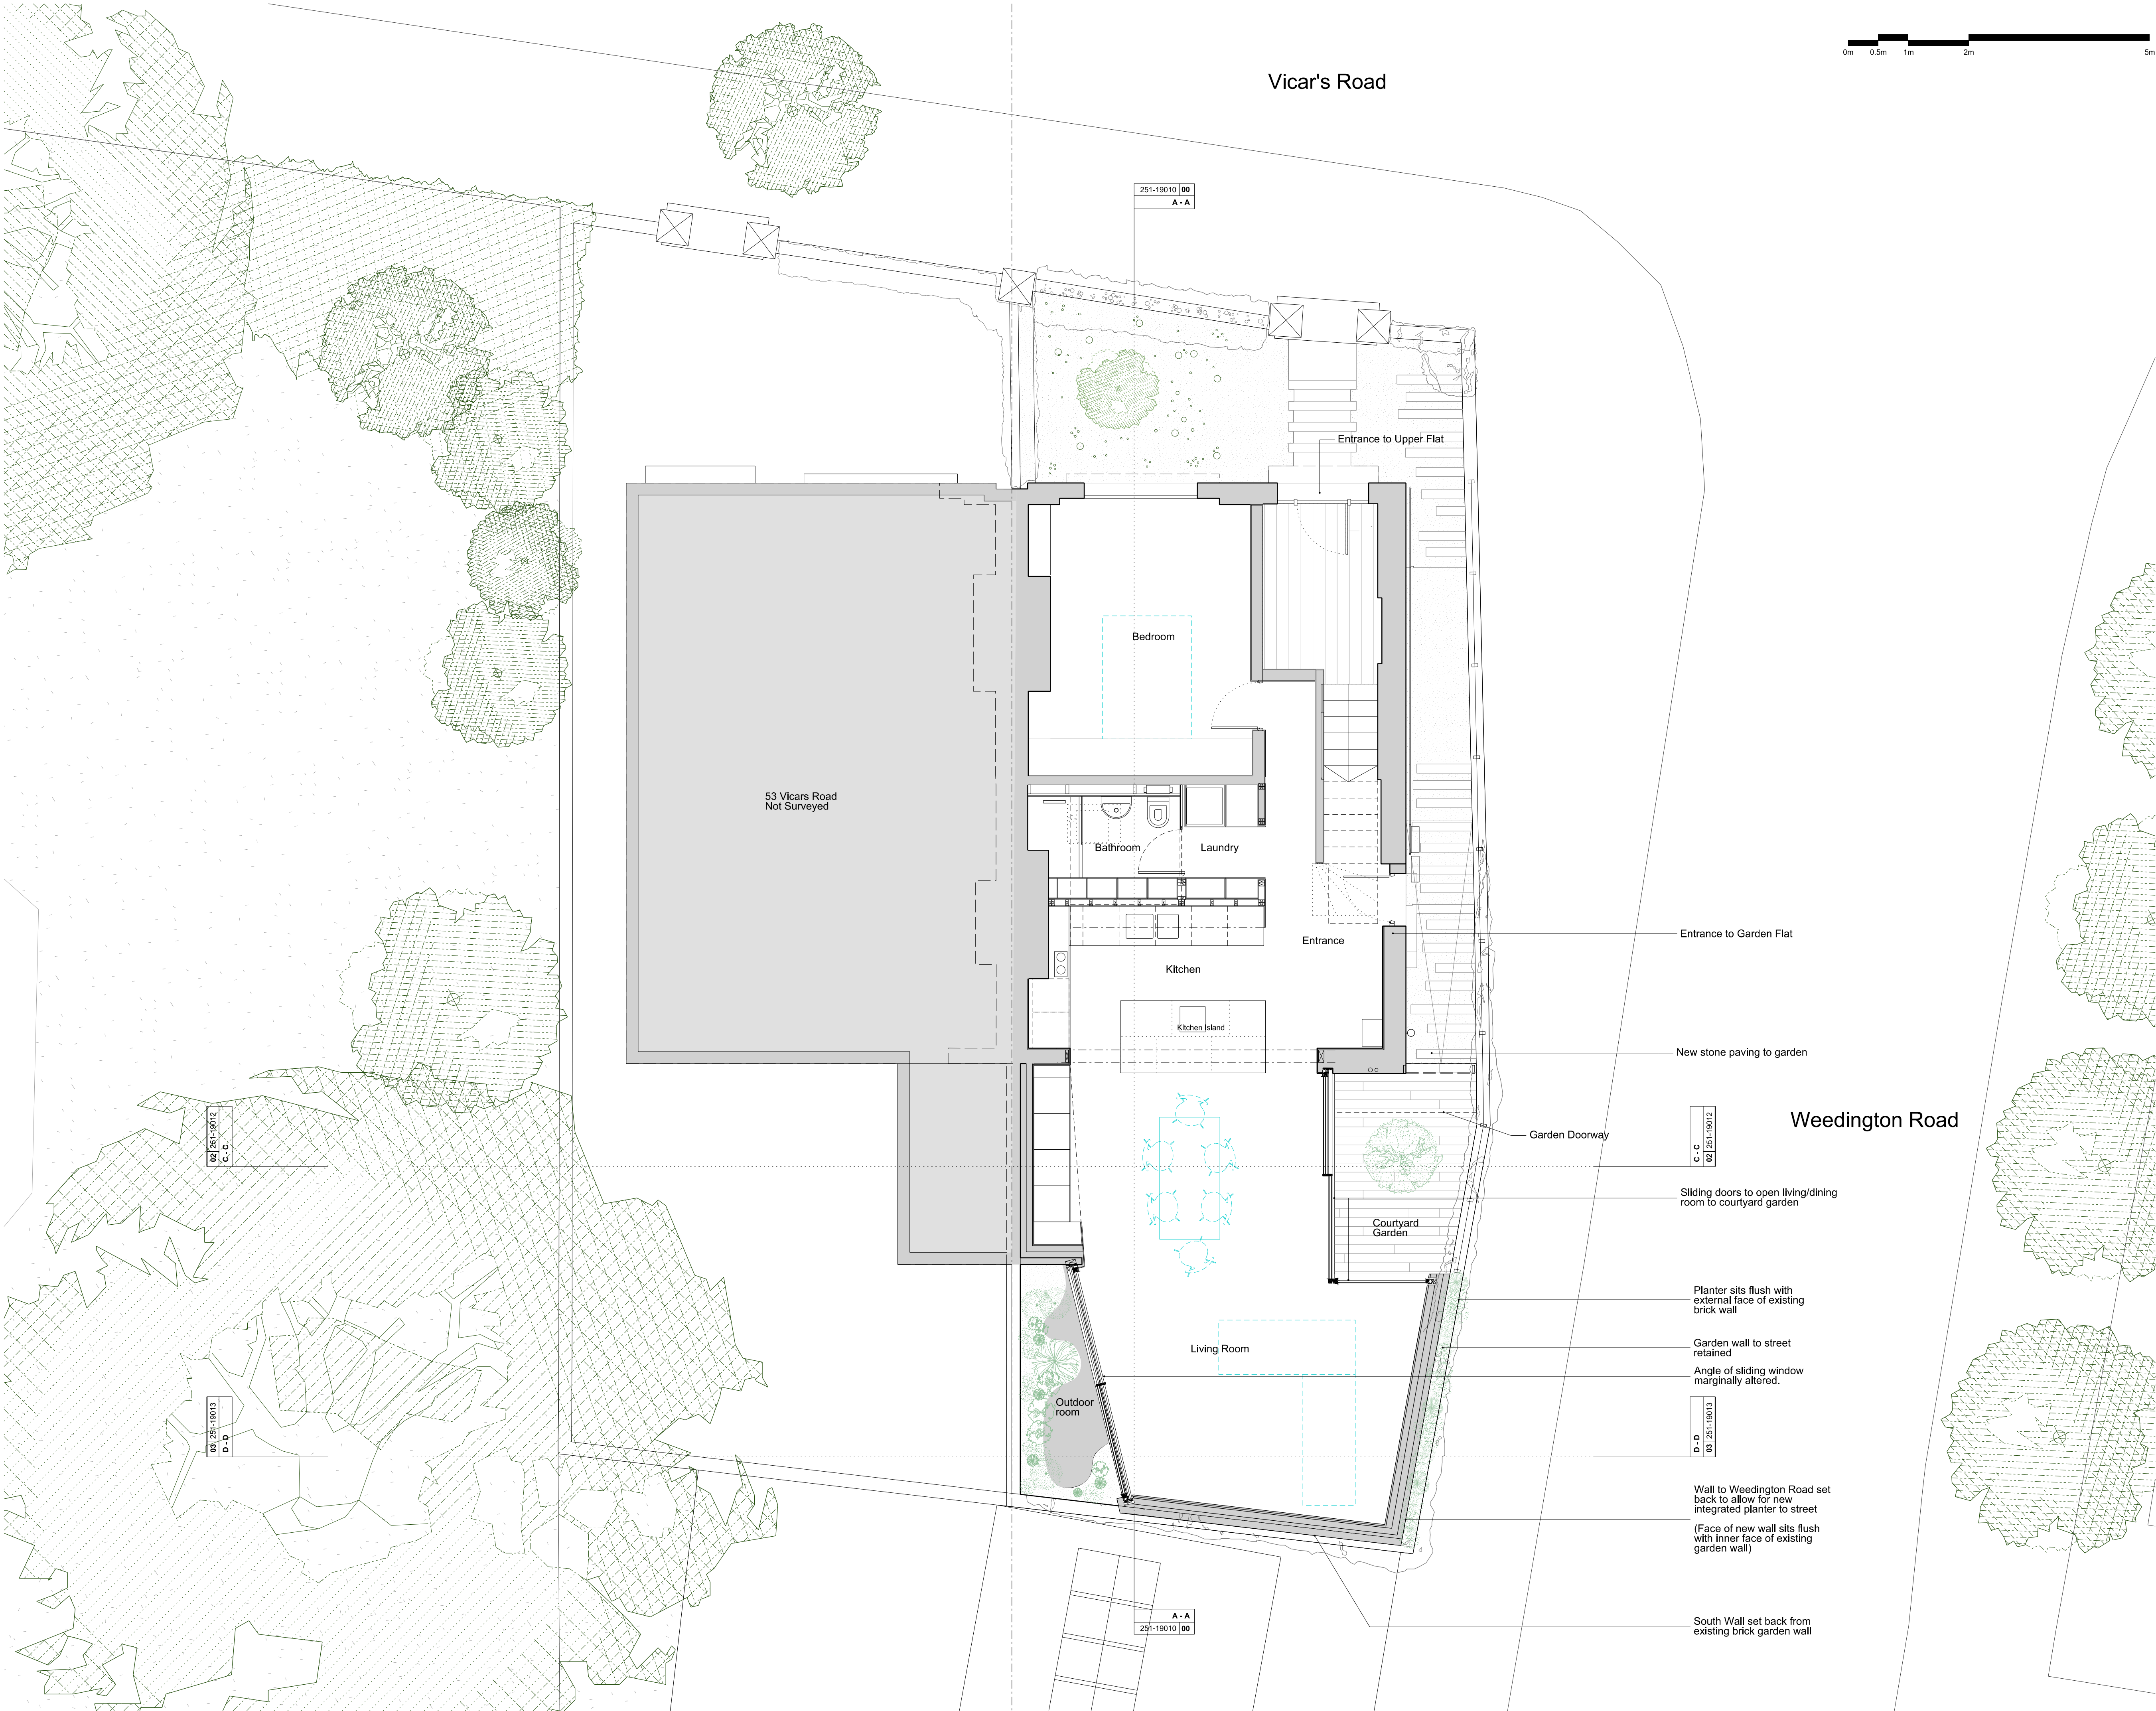 Vicar's Road
0m 0.5m 1m 2m 5m
251-19010 00
A - A
Entrance to Upper Flat
Bedroom
53 Vicars Road
Not Surveyed
Bathroom
Laundry
Entrance
Entrance to Garden Flat
Kitchen
Kitchen Island
New stone paving to garden
02 251-19012
C - C
Garden Doorway
C - C
02 251-19012
Weedington Road
Sliding doors to open living/dining
room to courtyard garden
Courtyard
Garden
Planter sits flush with
external face of existing
brick wall
Living Room
Garden wall to street
retained
Angle of sliding window
marginally altered.
Outdoor
room
03 251-19013
D - D
D - D
03 251-19013
Wall to Weedington Road set
back to allow for new
integrated planter to street
(Face of new wall sits flush
with inner face of existing
garden wall)
A - A
251-19010 00
South Wall set back from
existing brick garden wall